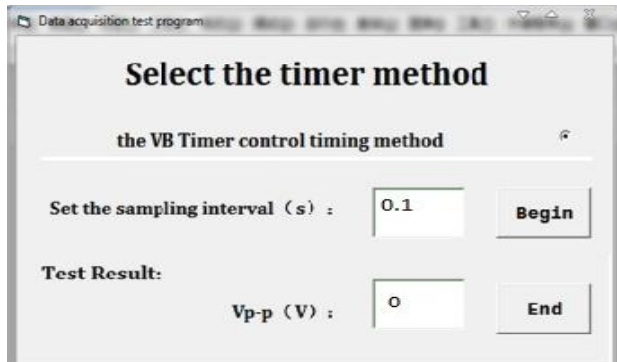 Data acquisition test program
Select the timer method
the VB Timer control timing method
Set the sampling interval（s）: 0.1 Begin
Test Result:
Vp-p（V）: 0 End